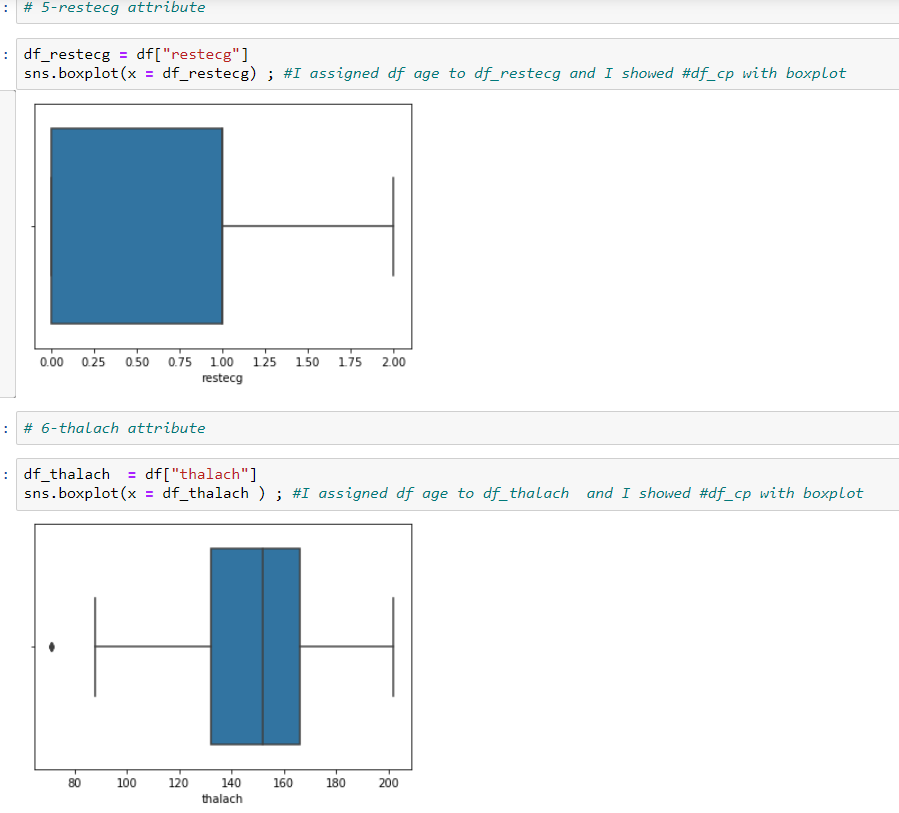 : # 5-restecg attribute
: df_restecg = df["restecg"]
sns.boxplot(x = df_restecg) ; #I assigned df age to df_restecg and I showed #df_cp with boxplot
0.00 0.25 0.50 0.75 1.00 1.25 1.50 1.75 2.00
restecg
: # 6-thalach attribute
: df_thalach  = df["thalach"]
sns.boxplot(x = df_thalach ) ; #I assigned df age to df_thalach  and I showed #df_cp with boxplot
80 100 120 140 160 180 200
thalach